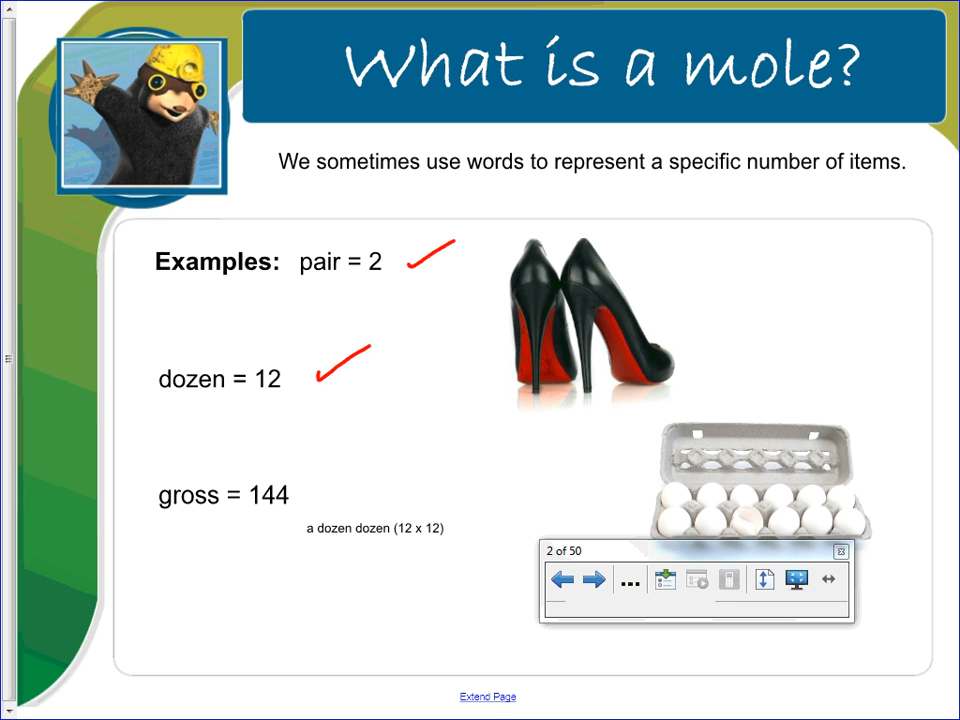 What is a mole?
We sometimes use words to represent a specific number of items.
Examples: pair = 2
dozen = 12
gross = 144
a dozen dozen (12 x 12)
2 of 50
...
Extend Page